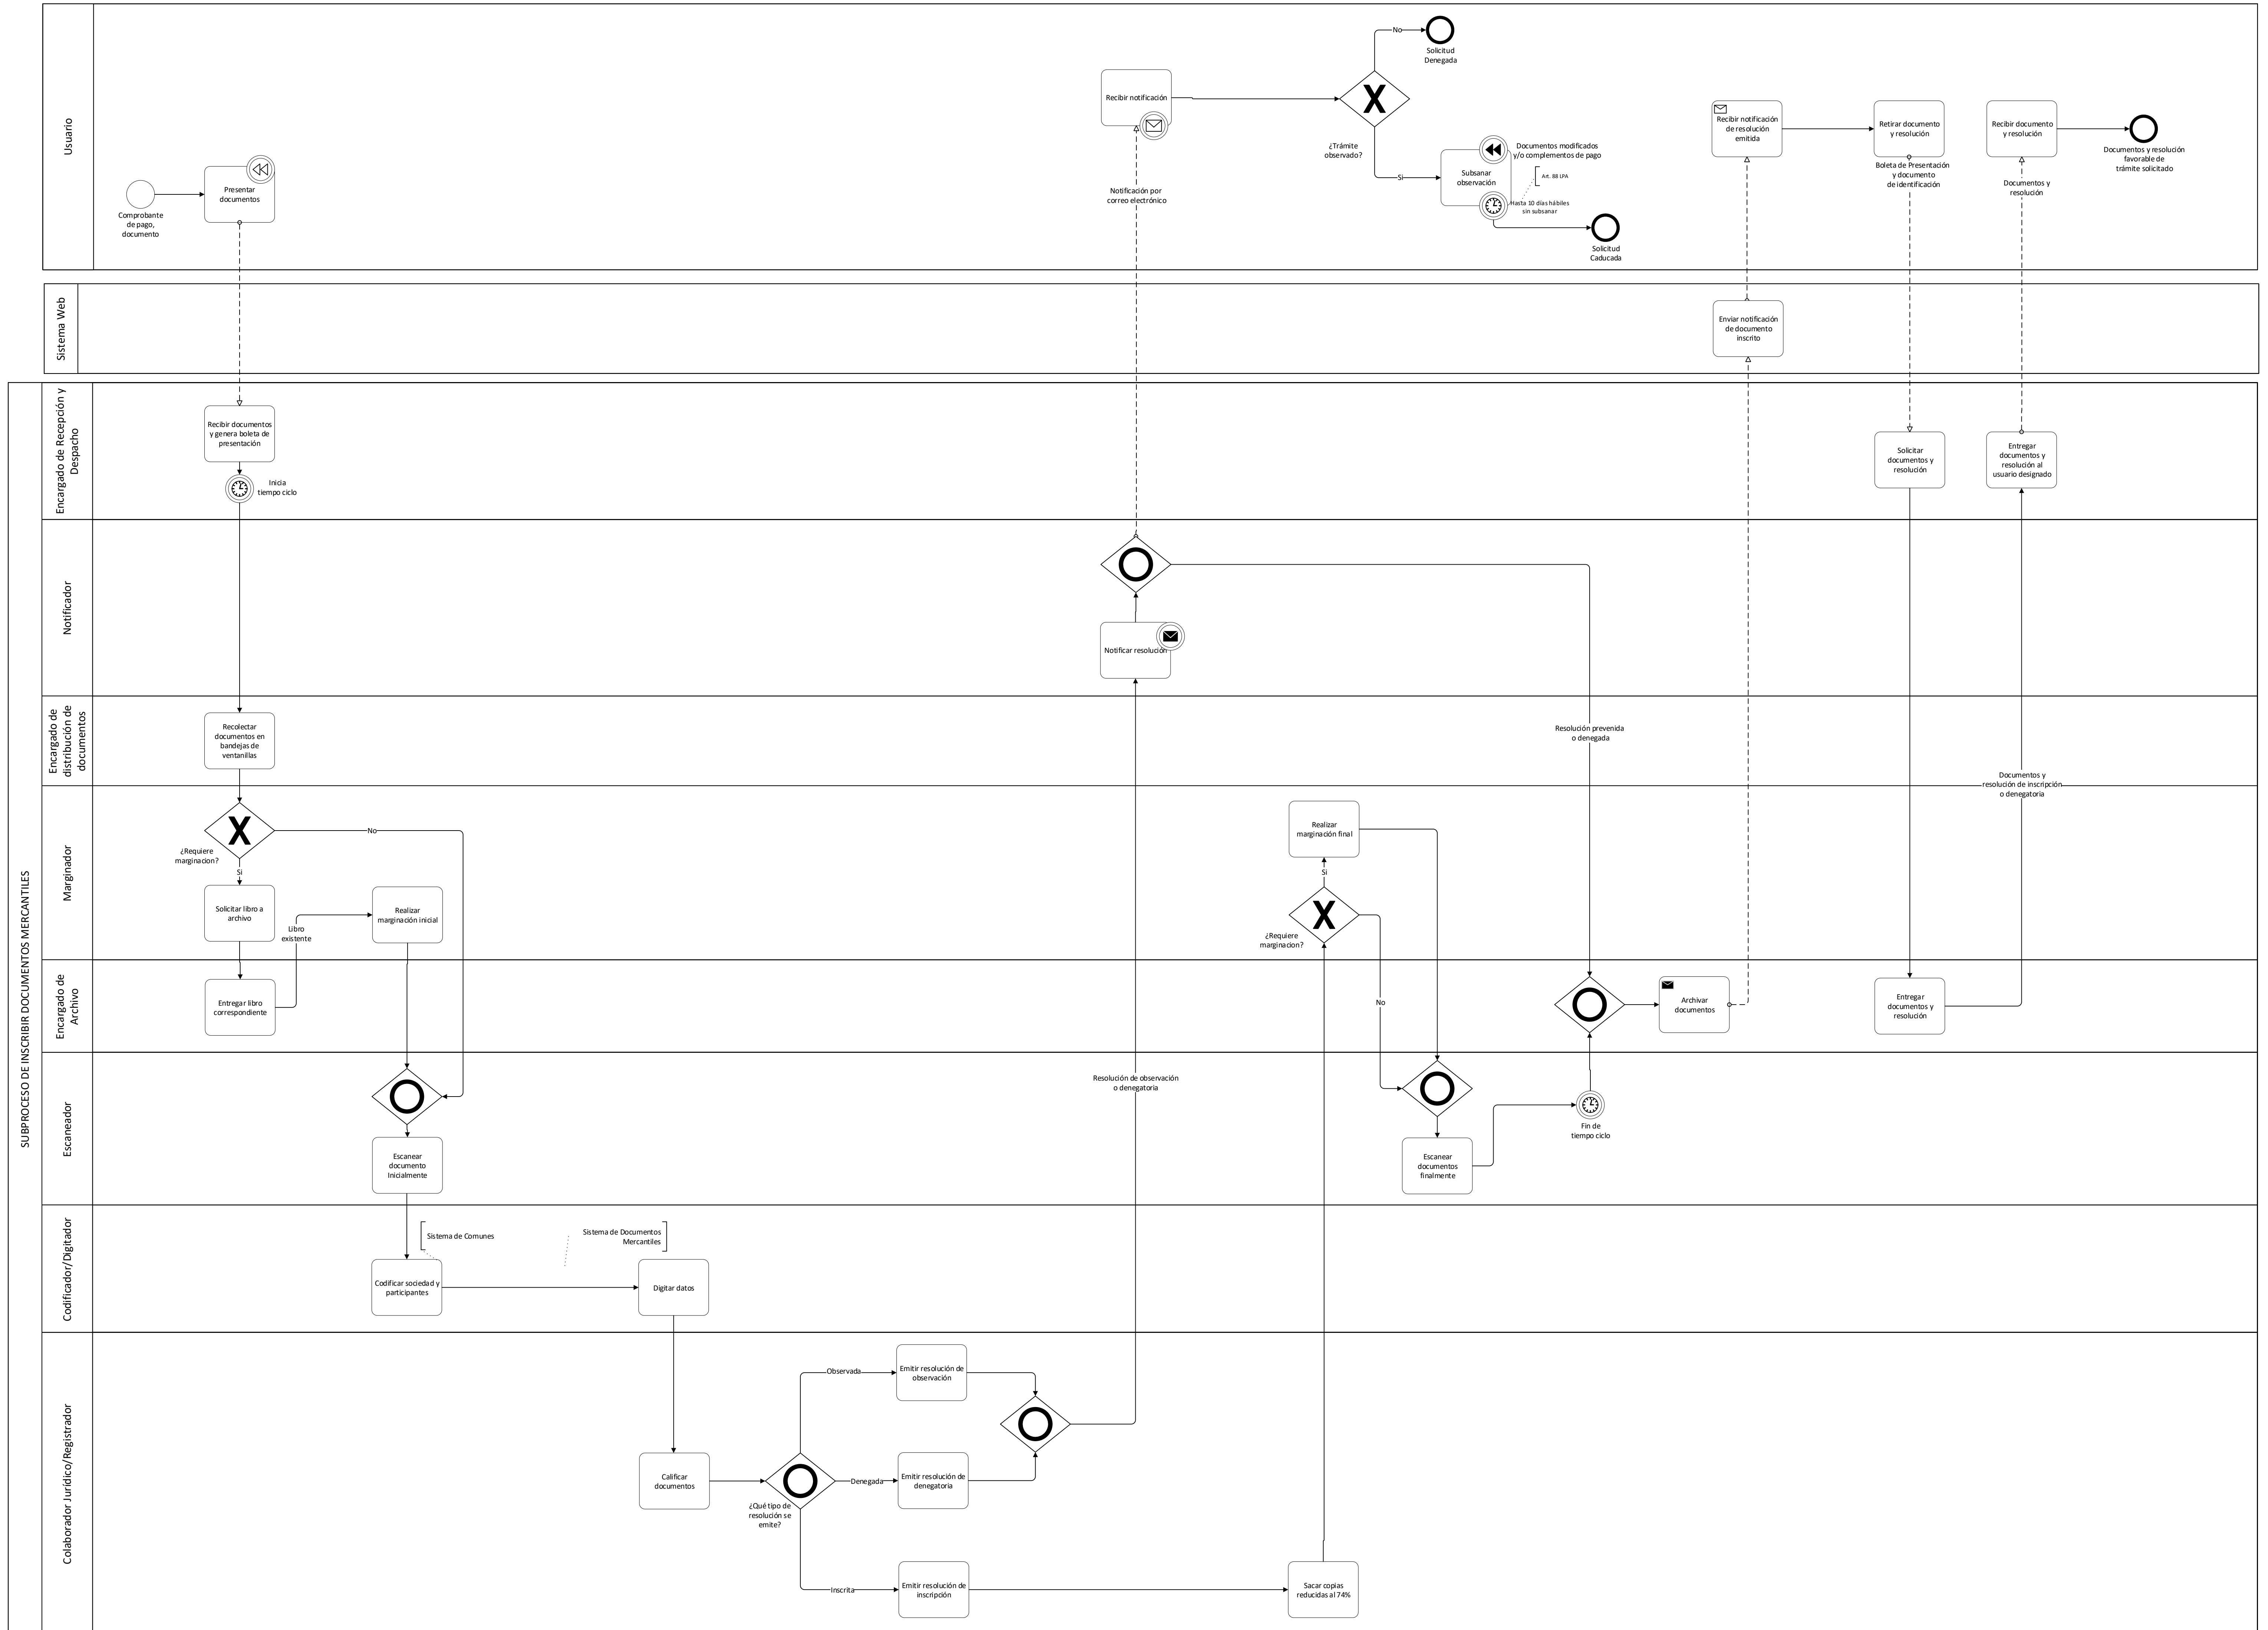 Usuario
No
Solicitud
Denegada
Recibir notificación
¿Trámite
observado?
Documentos modificados
y/o complementos de pago
Subsanar
observación
Art. 88 LPA
Si
Hasta 10 días hábiles
sin subsanar
Solicitud
Caducada
Recibir notificación
de resolución
emitida
Retirar documento
y resolución
Boleta de Presentación
y documento
de identificación
Recibir documento
y resolución
Documentos y
resolución
Documentos y resolución
favorable de
trámite solicitado
Presentar
documentos
Comprobante
de pago,
documento
Notificación por
correo electrónico
Sistema Web
Enviar notificación
de documento
inscrito
SUBPROCESO DE INSCRIBIR DOCUMENTOS MERCANTILES
Encargado de Recepción y
Despacho
Recibir documentos
y genera boleta de
presentación
Inicia
tiempo ciclo
Solicitar
documentos y
resolución
Entregar
documentos y
resolución al
usuario designado
Notificador
Notificar resolución
Encargado de
distribución de
documentos
Recolectar
documentos en
bandejas de
ventanillas
Resolución prevenida
o denegada
Documentos y
resolución de inscripción
o denegatoria
Marginador
No
¿Requiere
marginacion?
Si
Solicitar libro a
archivo
Libro
existente
Realizar
marginación inicial
Realizar
marginación final
Si
¿Requiere
marginacion?
Encargado de
Archivo
Entregar libro
correspondiente
No
Archivar
documentos
Entregar
documentos y
resolución
Escaneador
Resolución de observación
o denegatoria
Escanear
documento
Inicialmente
Escanear
documentos
finalmente
Fin de
tiempo ciclo
Codificador/Digitador
Sistema de Comunes
Sistema de Documentos
Mercantiles
Codificar sociedad y
participantes
Digitar datos
Colaborador Jurídico/Registrador
Observada
Emitir resolución de
observación
Calificar
documentos
Denegada
Emitir resolución de
denegatoria
¿Qué tipo de
resolución se
emite?
Inscrita
Emitir resolución de
inscripción
Sacar copias
reducidas al 74%